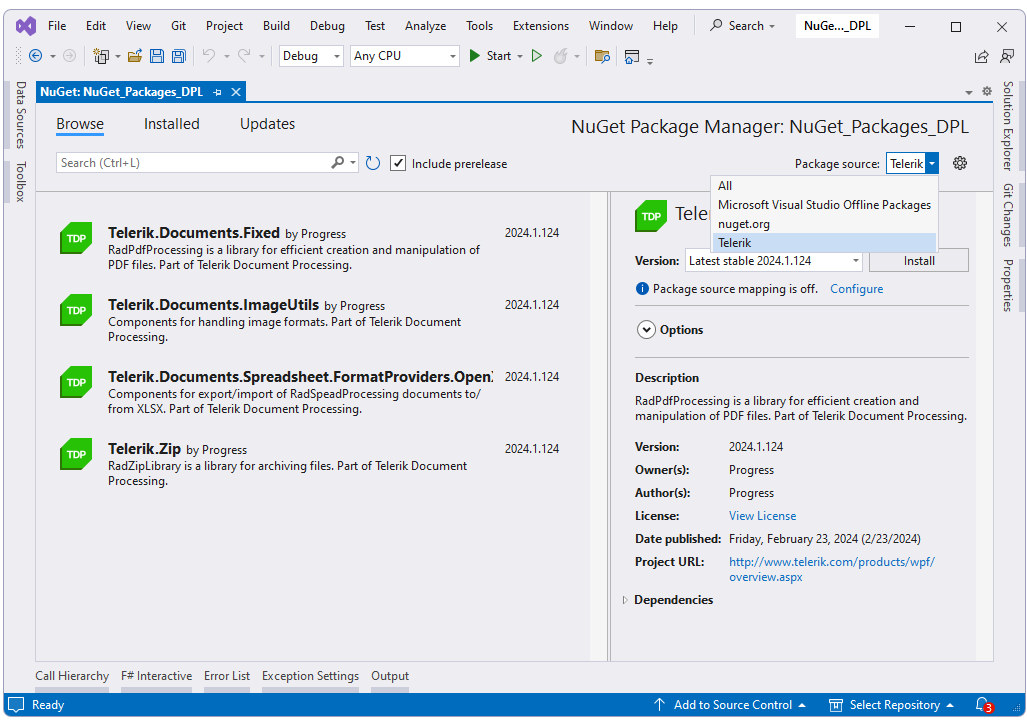 File Edit View Git Project Build Debug Test Analyze Tools Extensions Window Help Search NuGe..._DPL
Debug Any CPU Start
Data Sources
Toolbox
NuGet: NuGet_Packages_DPL
Browse Installed Updates
NuGet Package Manager: NuGet_Packages_DPL
Search (Ctrl+L)
Include prerelease
Package source: Telerik
All
Microsoft Visual Studio Offline Packages
nuget.org
Telerik
TDP
Telerik.Documents.Fixed by Progress 2024.1.124
RadPdfProcessing is a library for efficient creation and manipulation of
PDF files. Part of Telerik Document Processing.
TDP
Telerik.Documents.ImageUtils by Progress 2024.1.124
Components for handling image formats. Part of Telerik Document
Processing.
TDP
Telerik.Documents.Spreadsheet.FormatProviders.Open 2024.1.124
Components for export/import of RadSpeadProcessing documents to/
from XLSX. Part of Telerik Document Processing.
TDP
Telerik.Zip by Progress 2024.1.124
RadZipLibrary is a library for archiving files. Part of Telerik Document
Processing.
TDP
Version: Latest stable 2024.1.124 Install
Package source mapping is off. Configure
Options
Description
RadPdfProcessing is a library for efficient creation and
manipulation of PDF files. Part of Telerik Document Processing.
Version: 2024.1.124
Owner(s): Progress
Author(s): Progress
License: View License
Date published: Friday, February 23, 2024 (2/23/2024)
Project URL: http://www.telerik.com/products/wpf/
overview.aspx
Dependencies
Solution Explorer
Git Changes
Properties
Call Hierarchy F# Interactive Error List Exception Settings Output
Ready Add to Source Control Select Repository 3